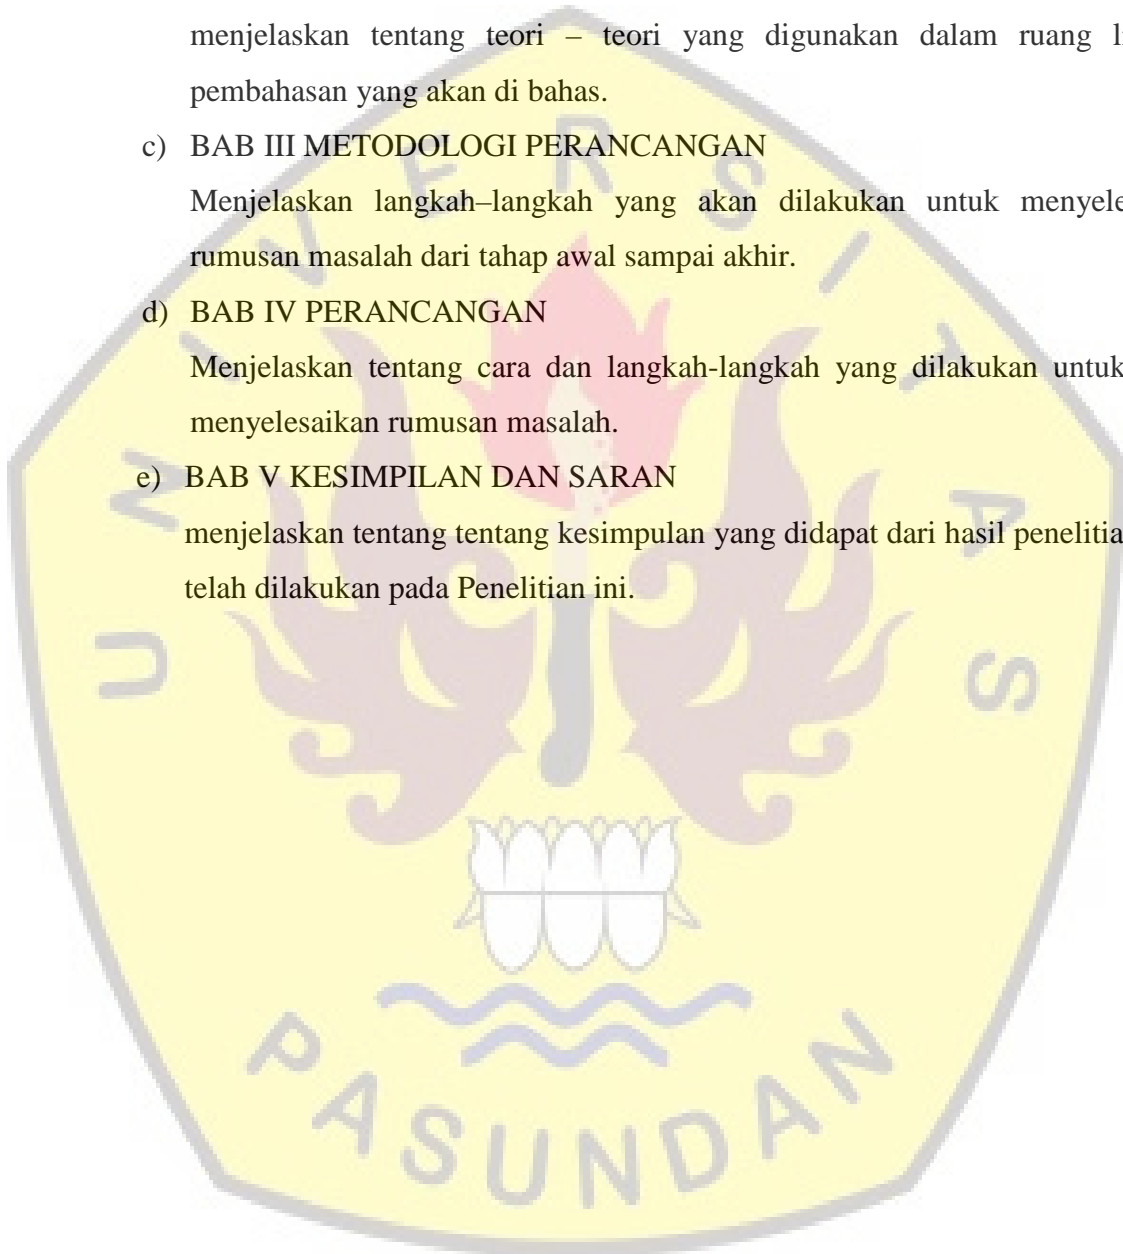 menjelaskan tentang teori – teori yang digunakan dalam ruang
pembahasan yang akan di bahas.
c) BAB III METODOLOGI PERANCANGAN
Menjelaskan langkah–langkah yang akan dilakukan untuk
rumusan masalah dari tahap awal sampai akhir.
d) BAB IV PERANCANGAN
Menjelaskan tentang cara dan langkah-langkah yang dilakukan untuk
menyelesaikan rumusan masalah.
e) BAB V KESIMPILAN DAN SARAN
menjelaskan tentang tentang kesimpulan yang didapat dari hasil
telah dilakukan pada Penelitian ini.
UNIVERSITAS
PASUNDAN